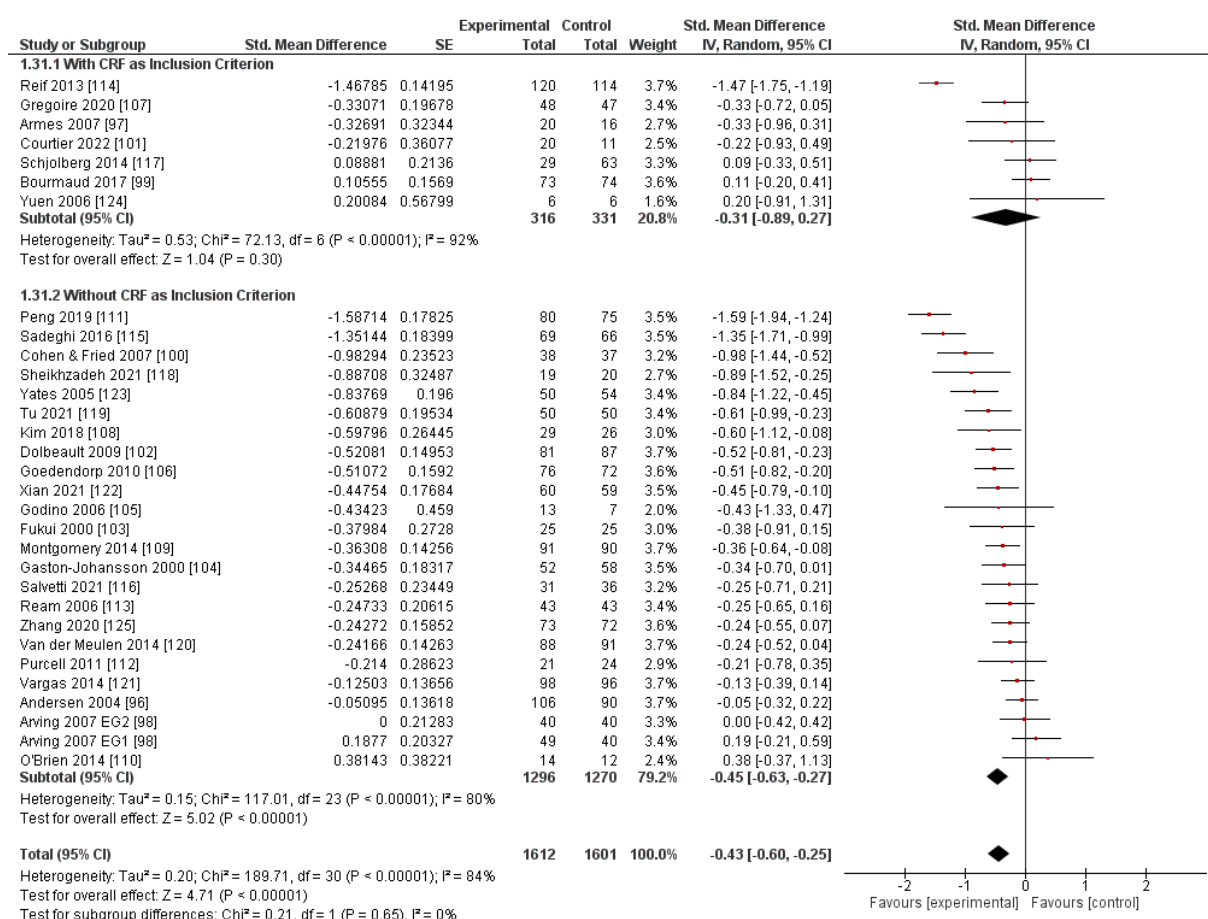 Experimental Control Std. Mean Difference Std. Mean Difference
Study or Subgroup Std. Mean Difference SE Total Total Weight IV, Random, 95% CI IV, Random, 95% CI
1.31.1 With CRF as Inclusion Criterion
Reif 2013 [114] -1.46785 0.14195 120 114 3.7% -1.47 [-1.75, -1.19]
Gregoire 2020 [107] -0.33071 0.19678 48 47 3.4% -0.33 [-0.72, 0.05]
Armes 2007 [97] -0.32691 0.32344 20 16 2.7% -0.33 [-0.96, 0.31]
Courtier 2022 [101] -0.21976 0.36077 20 11 2.5% -0.22 [-0.93, 0.49]
Schjolberg 2014 [117] 0.08881 0.2136 29 63 3.3% 0.09 [-0.33, 0.51]
Bourmaud 2017 [99] 0.10555 0.1569 73 74 3.6% 0.11 [-0.20, 0.41]
Yuen 2006 [124] 0.20084 0.56799 6 6 1.6% 0.20 [-0.91, 1.31]
Subtotal (95% CI) 316 331 20.8% -0.31 [-0.89, 0.27]
Heterogeneity: Tau² = 0.53; Chi² = 72.13, df = 6 (P < 0.00001); I² = 92%
Test for overall effect: Z = 1.04 (P = 0.30)
1.31.2 Without CRF as Inclusion Criterion
Peng 2019 [111] -1.58714 0.17825 80 75 3.5% -1.59 [-1.94, -1.24]
Sadeghi 2016 [115] -1.35144 0.18399 69 66 3.5% -1.35 [-1.71, -0.99]
Cohen & Fried 2007 [100] -0.98294 0.23523 38 37 3.2% -0.98 [-1.44, -0.52]
Sheikhzadeh 2021 [118] -0.88708 0.32487 19 20 2.7% -0.89 [-1.52, -0.25]
Yates 2005 [123] -0.83769 0.196 50 54 3.4% -0.84 [-1.22, -0.45]
Tu 2021 [119] -0.60879 0.19534 50 50 3.4% -0.61 [-0.99, -0.23]
Kim 2018 [108] -0.59796 0.26445 29 26 3.0% -0.60 [-1.12, -0.08]
Dolbeault 2009 [102] -0.52081 0.14953 81 87 3.7% -0.52 [-0.81, -0.23]
Goedendorp 2010 [106] -0.51072 0.1592 76 72 3.6% -0.51 [-0.82, -0.20]
Xian 2021 [122] -0.44754 0.17684 60 59 3.5% -0.45 [-0.79, -0.10]
Godino 2006 [105] -0.43423 0.459 13 7 2.0% -0.43 [-1.33, 0.47]
Fukui 2000 [103] -0.37984 0.2728 25 25 3.0% -0.38 [-0.91, 0.15]
Montgomery 2014 [109] -0.36308 0.14256 91 90 3.7% -0.36 [-0.64, -0.08]
Gaston-Johansson 2000 [104] -0.34465 0.18317 52 58 3.5% -0.34 [-0.70, 0.01]
Salvetti 2021 [116] -0.25268 0.23449 31 36 3.2% -0.25 [-0.71, 0.21]
Ream 2006 [113] -0.24733 0.20615 43 43 3.4% -0.25 [-0.65, 0.16]
Zhang 2020 [125] -0.24272 0.15852 73 72 3.6% -0.24 [-0.55, 0.07]
Van der Meulen 2014 [120] -0.24166 0.14263 88 91 3.7% -0.24 [-0.52, 0.04]
Purcell 2011 [112] -0.214 0.28623 21 24 2.9% -0.21 [-0.78, 0.35]
Vargas 2014 [121] -0.12503 0.13656 98 96 3.7% -0.13 [-0.39, 0.14]
Andersen 2004 [96] -0.05095 0.13618 106 90 3.7% -0.05 [-0.32, 0.22]
Arving 2007 EG2 [98] 0 0.21283 40 40 3.3% 0.00 [-0.42, 0.42]
Arving 2007 EG1 [98] 0.1877 0.20327 49 40 3.4% 0.19 [-0.21, 0.59]
O'Brien 2014 [110] 0.38143 0.38221 14 12 2.4% 0.38 [-0.37, 1.13]
Subtotal (95% CI) 1296 1270 79.2% -0.45 [-0.63, -0.27]
Heterogeneity: Tau² = 0.15; Chi² = 117.01, df = 23 (P < 0.00001); I² = 80%
Test for overall effect: Z = 5.02 (P < 0.00001)
Total (95% CI) 1612 1601 100.0% -0.43 [-0.60, -0.25]
Heterogeneity: Tau² = 0.20; Chi² = 189.71, df = 30 (P < 0.00001); I² = 84%
Test for overall effect: Z = 4.71 (P < 0.00001)
Test for subgroup differences: Chi² = 0.21, df = 1 (P = 0.65), I² = 0%
-2 -1 0 1 2
Favours [experimental] Favours [control]